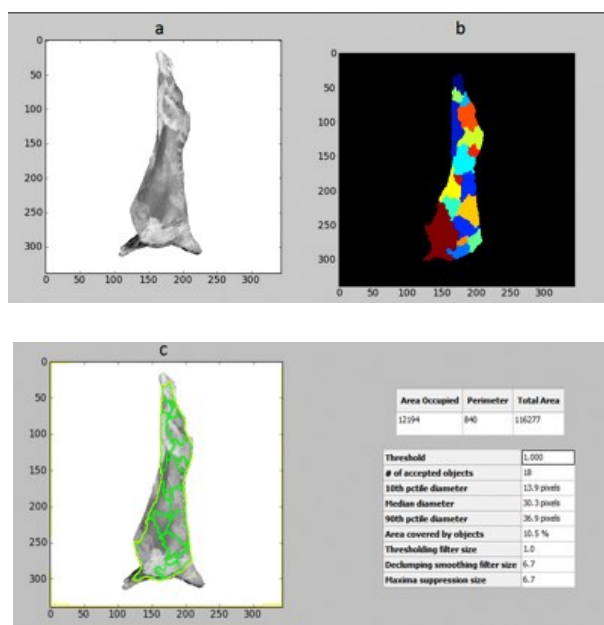 a
b
0
50
100
150
200
250
300
0 50 100 150 200 250 300
0
50
100
150
200
250
300
0 50 100 150 200 250 300
c
0
50
100
150
200
250
300
0 50 100 150 200 250 300
Area Occupied Perimeter Total Area
12194 840 116277
Threshold 1.000
# of accepted objects 18
10th pctile diameter 13.9 pixels
Median diameter 30.3 pixels
90th pctile diameter 36.9 pixels
Area covered by objects 10.5 %
Thresholding filter size 1.0
Declumping smoothing filter size 6.7
Maxima suppression size 6.7